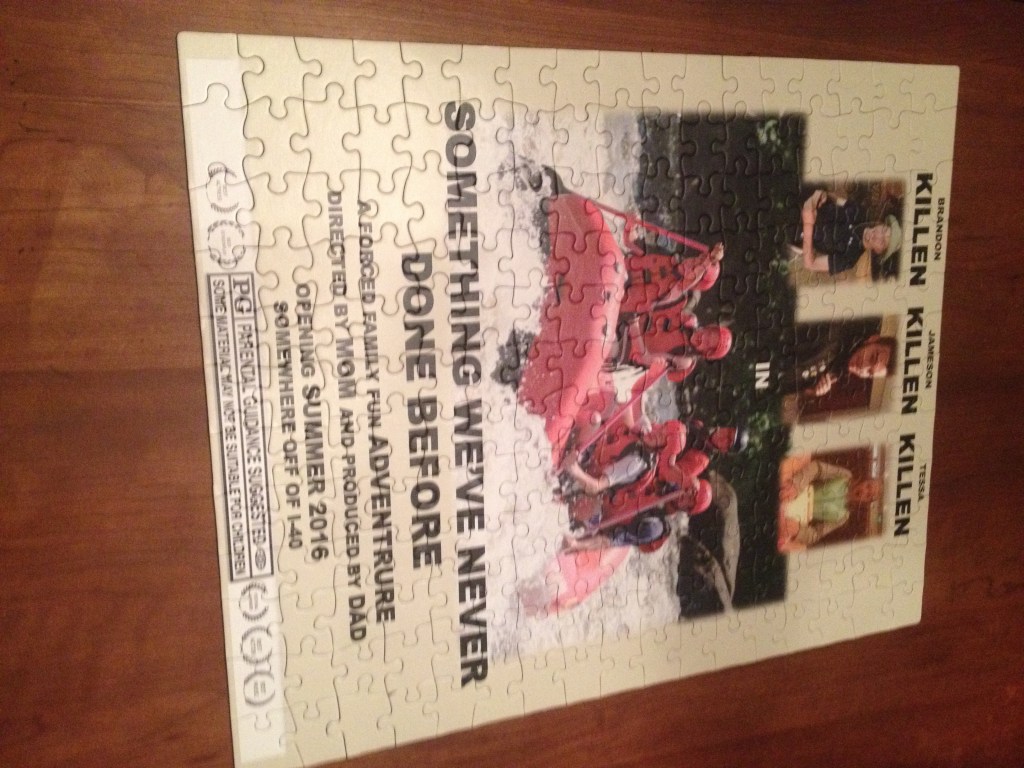 BRANDON JAMESON TESSA
KILLEN KILLEN KILLEN
IN
SOMETHING WE'VE NEVER
DONE BEFORE
A FORCED FAMILY FUN ADVENTRURE
DIRECTED BY MOM AND PRODUCED BY DAD
OPENING SUMMER 2016
SOMEWHERE OFF OF I-40
PG PARENTAL GUIDANCE SUGGESTED
SOME MATERIAL MAY NOT BE SUITABLE FOR CHILDREN